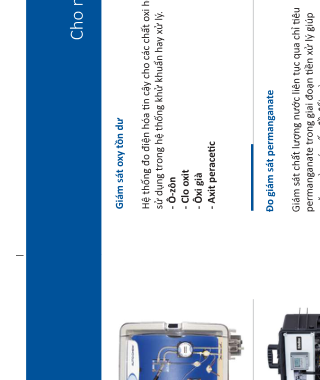 Cho
Giám sát oxy tồn dư
Hệ thống đo điện hóa tin cậy cho các chất oxi
sử dụng trong hệ thống khử khuẩn hay xử lý.
- Ô-zôn
- Clo oxit
- Ôxi già
- Axit peracetic
Đo giám sát permanganate
Giám sát chất lượng nước liên tục qua chỉ tiêu
permanganate trong giai đoạn tiền xử lý giúp